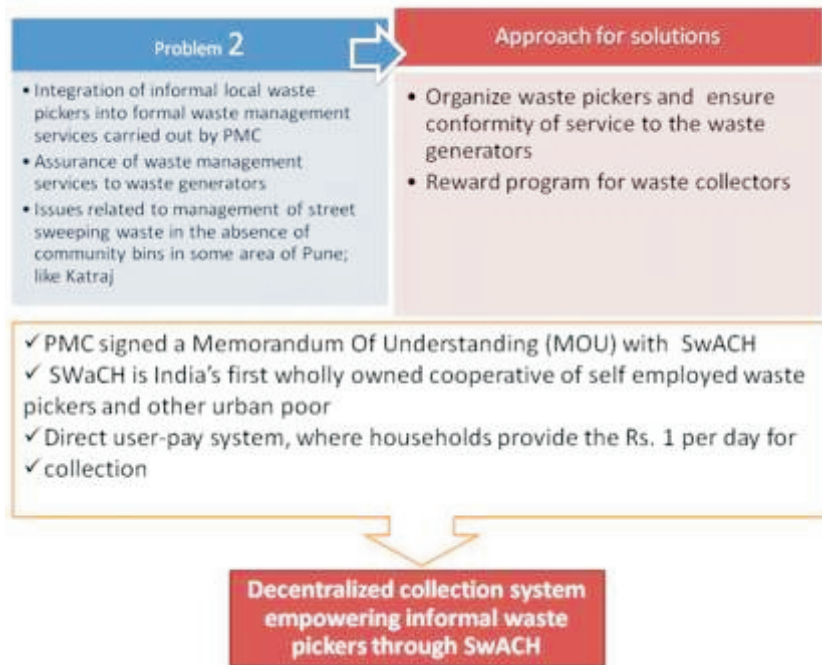 Problem 2
• Integration of informal local waste
pickers into formal waste management
services carried out by PMC
• Assurance of waste management
services to waste generators
• Issues related to management of street
sweeping waste in the absence of
community bins in some area of Pune;
like Katraj
Approach for solutions
• Organize waste pickers and ensure
conformity of service to the waste
generators
• Reward program for waste collectors
✓ PMC signed a Memorandum Of Understanding (MOU) with SwACH
✓ SWaCH is India's first wholly owned cooperative of self employed waste
pickers and other urban poor
✓ Direct user-pay system, where households provide the Rs. 1 per day for
✓ collection
Decentralized collection system
empowering informal waste
pickers through SwACH